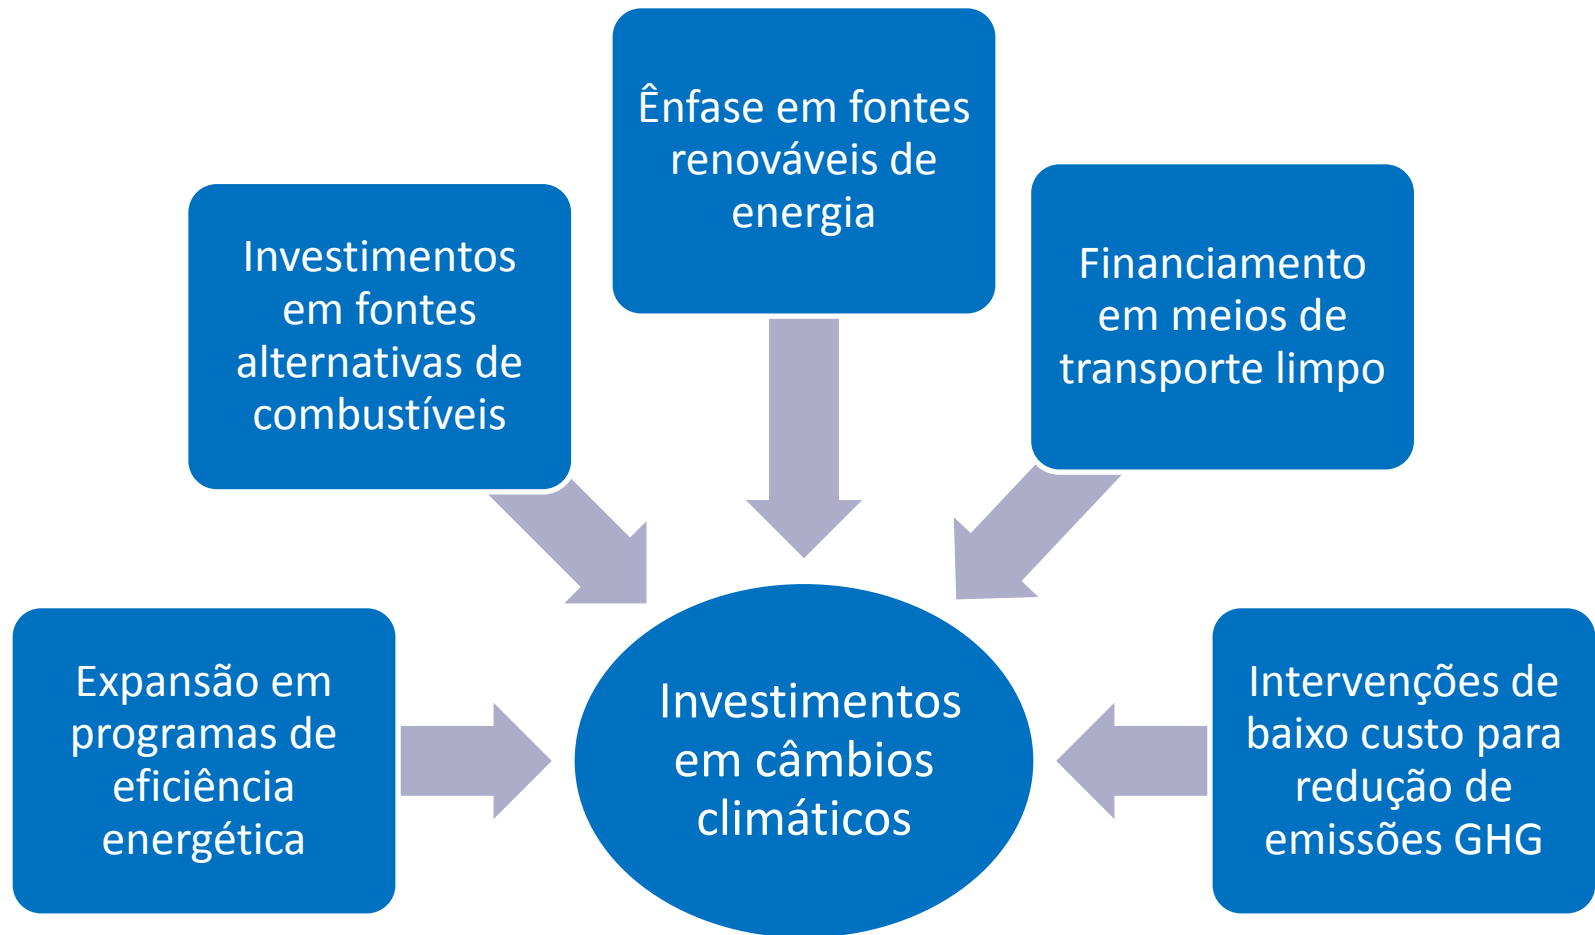 Ênfase em fontes
renováveis de
energia
Investimentos
em fontes
alternativas de
combustíveis
Financiamento
em meios de
transporte limpo
Expansão em
programas de
eficiência
energética
Investimentos
em câmbios
climáticos
Intervenções de
baixo custo para
redução de
emissões GHG